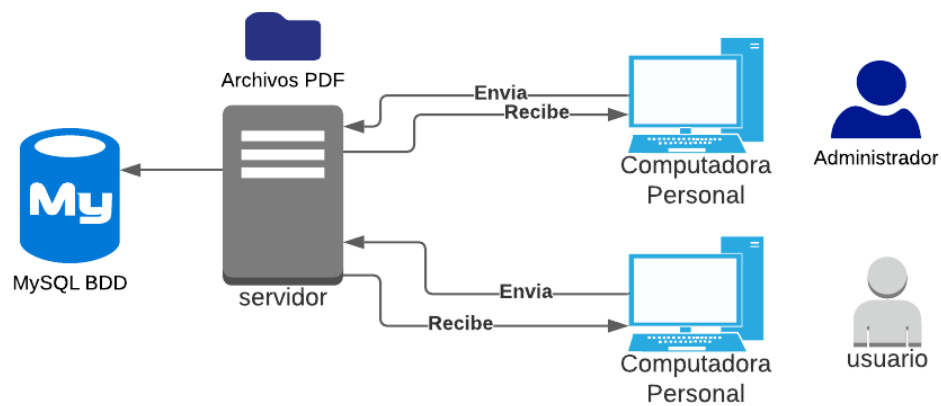 Archivos PDF
Envia
Recibe
Computadora
Personal
Administrador
My
MySQL BDD
servidor
Envia
Recibe
Computadora
Personal
usuario